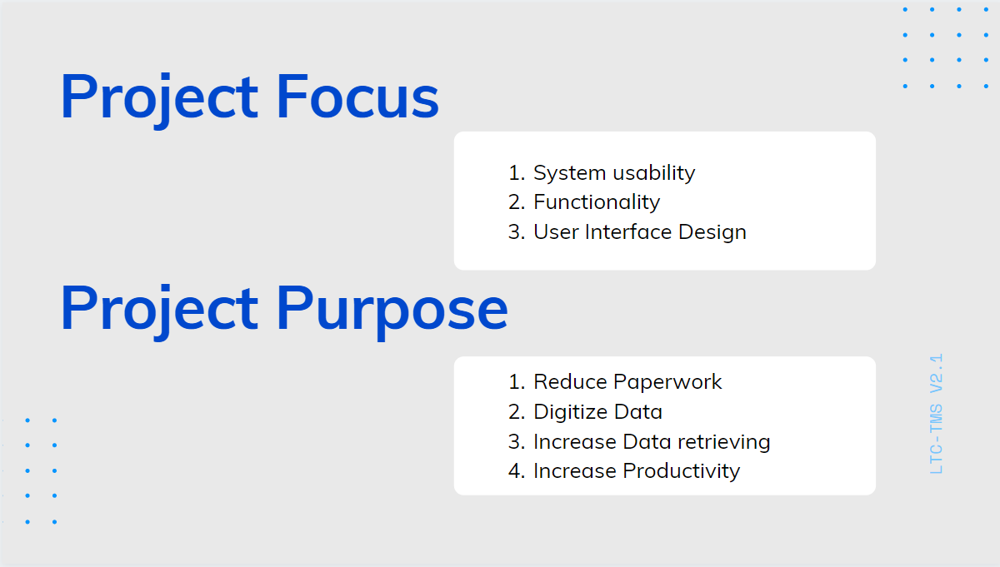 Project Focus
1. System usability
2. Functionality
3. User Interface Design
Project Purpose
1. Reduce Paperwork
2. Digitize Data
3. Increase Data retrieving
4. Increase Productivity
LTC-TMS V2.1